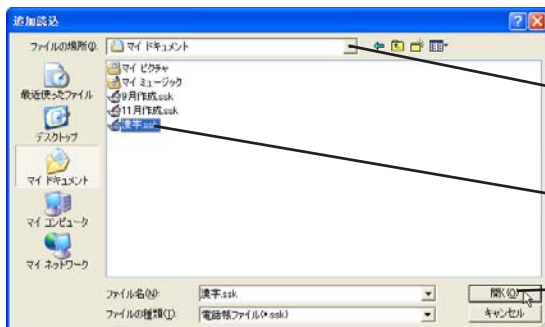 追加読込
ファイルの場所(I):
マイ ドキュメント
マイ ピクチャ
マイ ミュージック
9月作成.ssk
11月作成.ssk
漢字.ssk
最近使ったファイル
デスクトップ
マイ ドキュメント
マイ コンピュータ
マイ ネットワーク
ファイル名(N):
漢字.ssk
開く(O)
ファイルの種類(T):
電話帳ファイル(*.ssk)
キャンセル